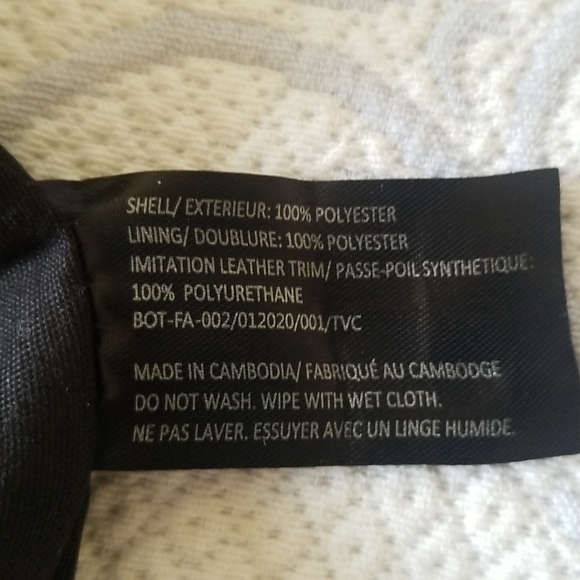 SHELL/ EXTERIEUR: 100% POLYESTER
LINING/ DOUBLURE: 100% POLYESTER
IMITATION LEATHER TRIM/ PASSE-POIL SYNTHETIQUE:
100% POLYURETHANE
BOT-FA-002/012020/001/TVC
MADE IN CAMBODIA/ FABRIQUÉ AU CAMBODGE
DO NOT WASH. WIPE WITH WET CLOTH.
NE PAS LAVER. ESSUYER AVEC UN LINGE HUMIDE.